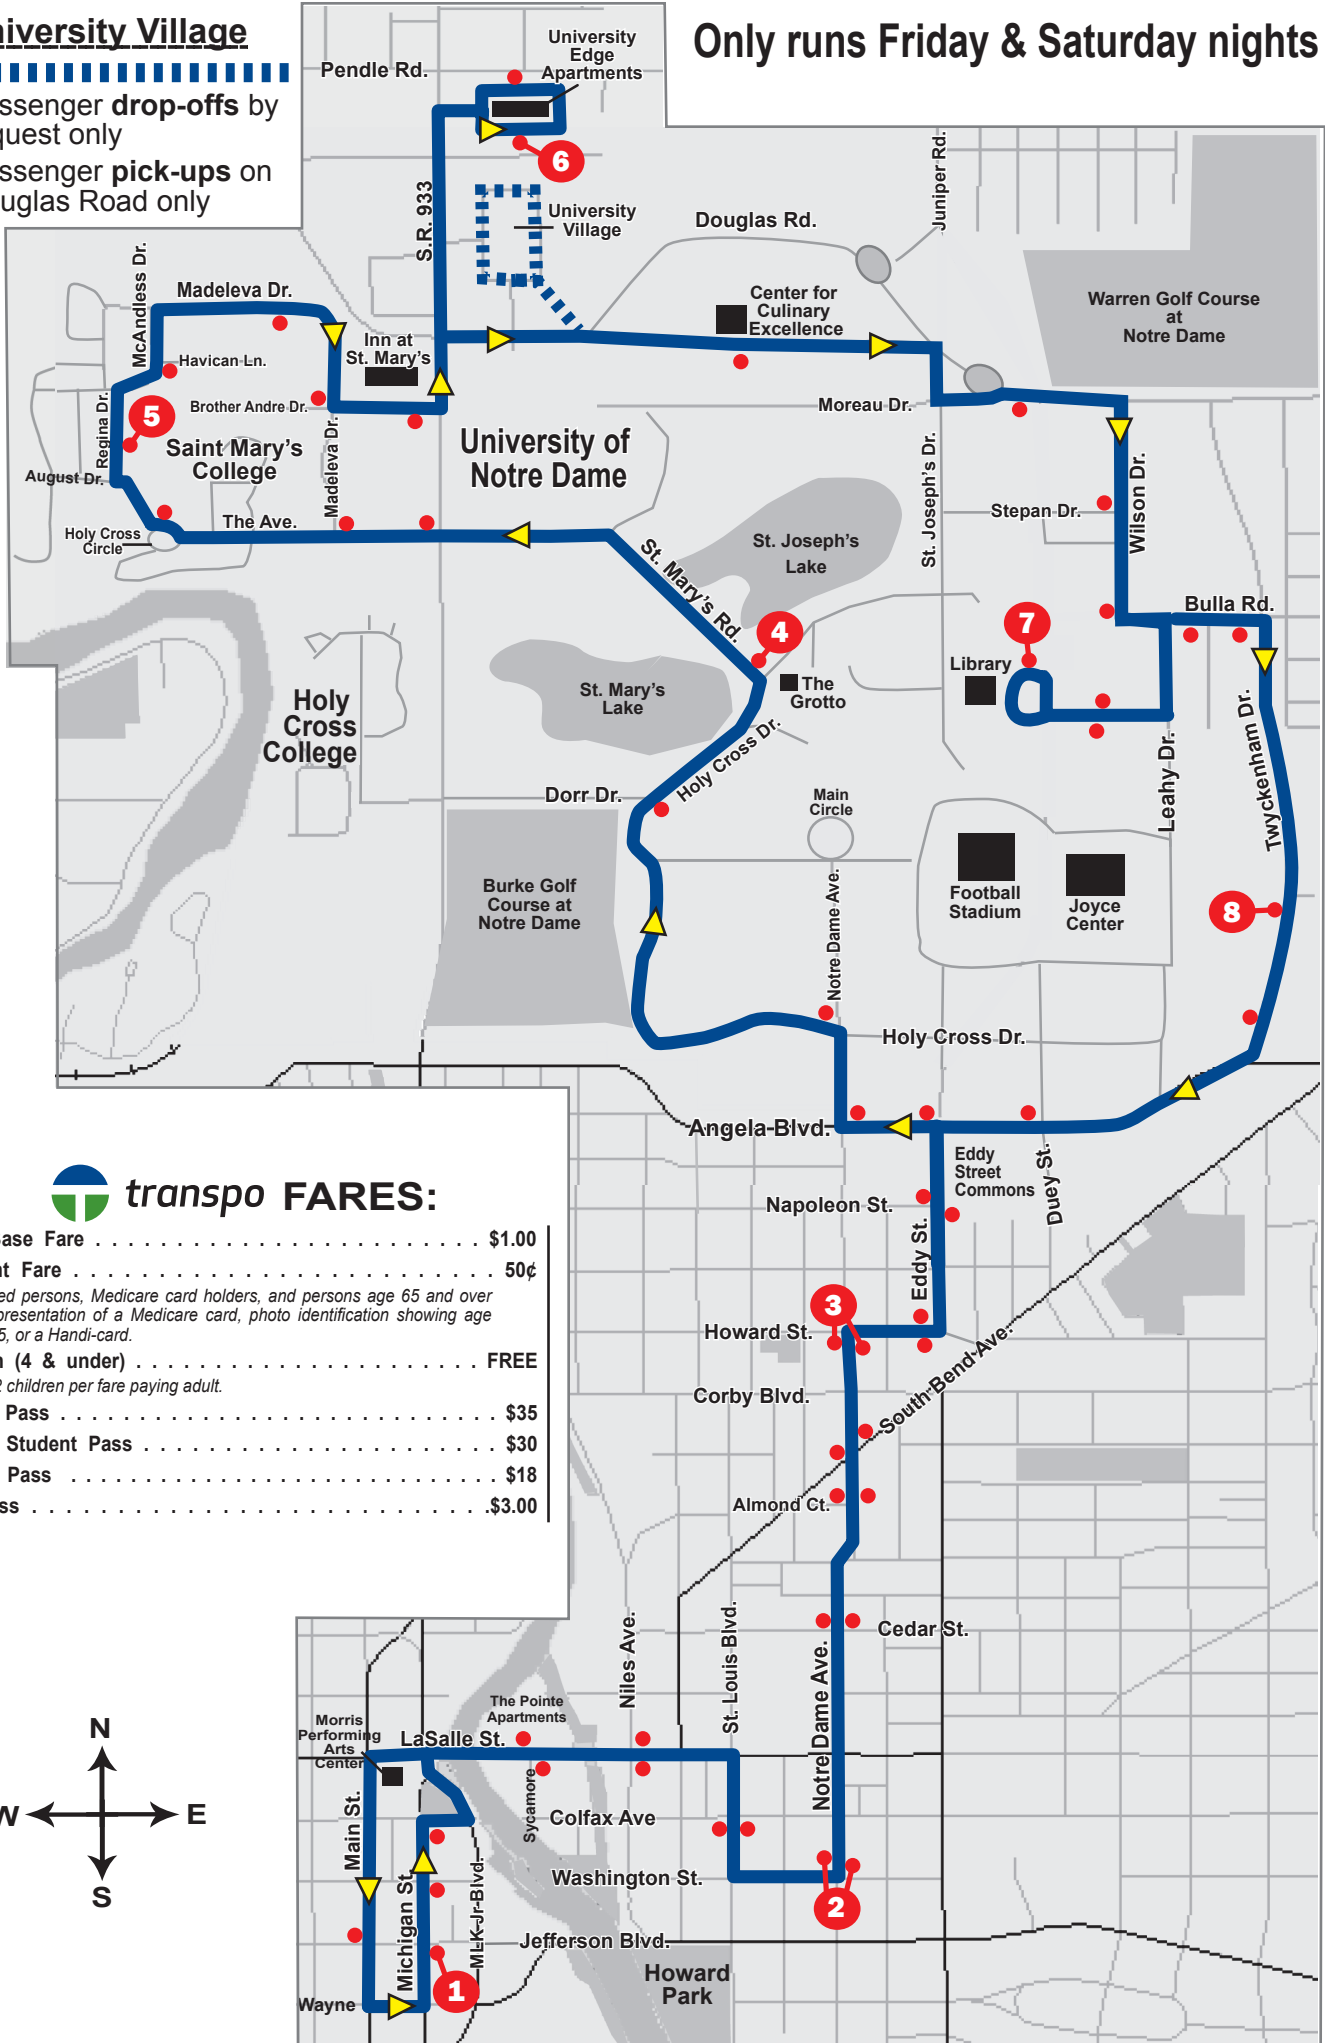 Only runs Friday & Saturday nights
University Village
drop-offs by
only
pick-ups on
Road only
Pendle Rd.
University
Edge
Apartments
6
S.R. 933
University
Village
Douglas Rd.
Juniper Rd.
Warren Golf Course
at
Notre Dame
McAndless Dr.
Madeleva Dr.
Inn at
St. Mary's
Center for
Culinary
Excellence
Havican Ln.
Brother Andre Dr.
5
Regina Dr.
Saint Mary's
College
Madeleva Dr.
August Dr.
Holy Cross
Circle
The Ave.
University of
Notre Dame
Moreau Dr.
St. Joseph's Dr.
Stepan Dr.
Wilson Dr.
St. Joseph's
Lake
St. Mary's Rd.
4
The
Grotto
St. Mary's
Lake
Holy
Cross
College
Holy Cross Dr.
Dorr Dr.
7
Library
Bulla Rd.
Leahy Dr.
Twyckenham Dr.
Main
Circle
Football
Stadium
Joyce
Center
8
Burke Golf
Course at
Notre Dame
Notre Dame Ave.
Holy Cross Dr.
Angela Blvd.
Eddy
Street
Commons
Duey St.
Napoleon St.
Eddy St.
3
Howard St.
Corby Blvd.
South Bend Ave.
Almond Ct.
Cedar St.
transpo FARES:
Fare . . . . . . . . . . . . . . . . . . . . . . . . $1.00
Fare . . . . . . . . . . . . . . . . . . . . . . . . . . 50¢
persons, Medicare card holders, and persons age 65 and over
presentation of a Medicare card, photo identification showing age
or a Handi-card.
(4 & under) . . . . . . . . . . . . . . . . . . . . . FREE
2 children per fare paying adult.
Pass . . . . . . . . . . . . . . . . . . . . . . . . . . . $35
Student Pass . . . . . . . . . . . . . . . . . . . . . . $30
Pass . . . . . . . . . . . . . . . . . . . . . . . . . . $18
. . . . . . . . . . . . . . . . . . . . . . . . . . . . .$3.00
Niles Ave.
St. Louis Blvd.
Notre Dame Ave.
The Pointe
Apartments
Morris
Performing
Arts
Center
LaSalle St.
Sycamore
Colfax Ave
Main St.
Michigan St.
MLK Jr Blvd.
Washington St.
2
Jefferson Blvd.
Howard
Park
1
Wayne
N
W
E
S